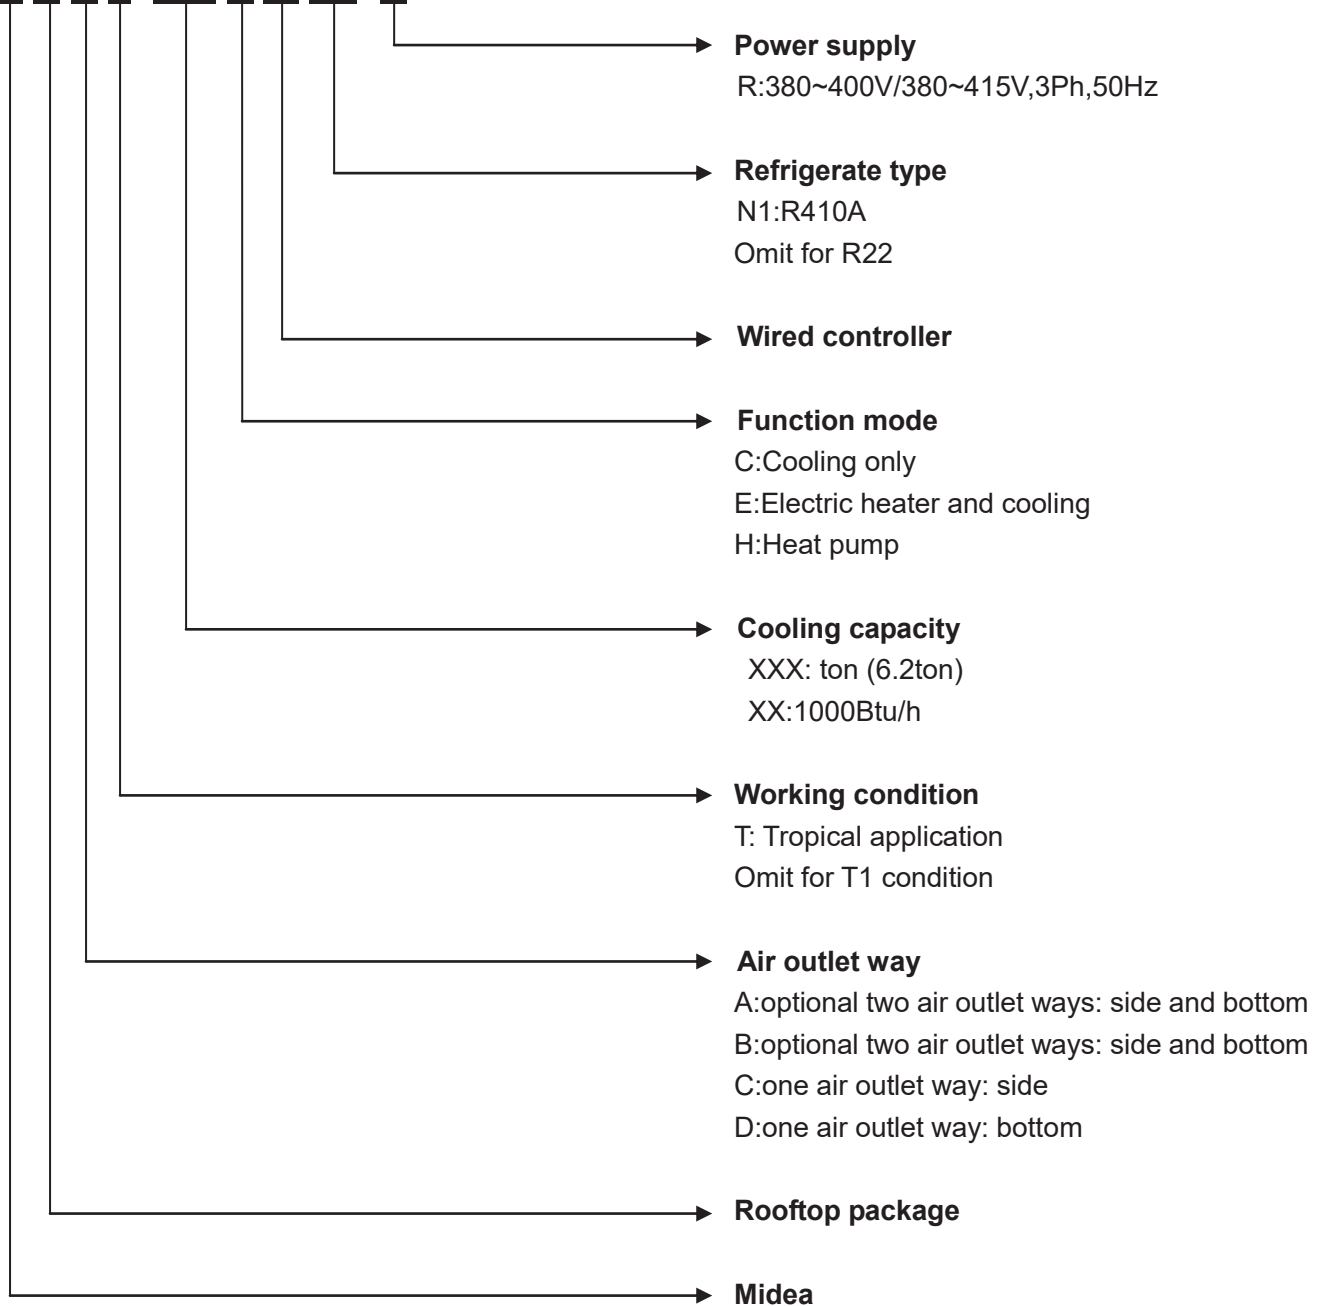 Power supply
R:380~400V/380~415V,3Ph,50Hz
Refrigerate type
N1:R410A
Omit for R22
Wired controller
Function mode
C:Cooling only
E:Electric heater and cooling
H:Heat pump
Cooling capacity
XXX: ton (6.2ton)
XX:1000Btu/h
Working condition
T: Tropical application
Omit for T1 condition
Air outlet way
A:optional two air outlet ways: side and bottom
B:optional two air outlet ways: side and bottom
C:one air outlet way: side
D:one air outlet way: bottom
Rooftop package
Midea